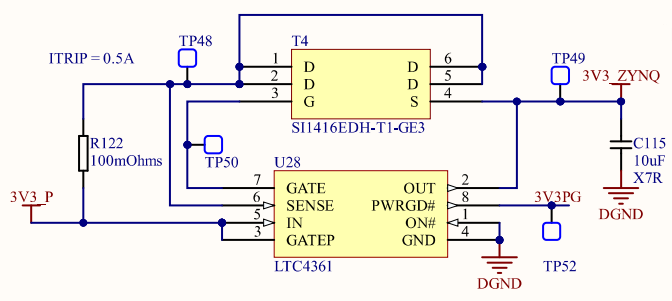 TP48
T4
ITRIP = 0.5A
TP49
1 D D 6
2 D D 5
3 G S 4
3V3_ZYNQ
SI1416EDH-T1-GE3
R122
100mOhms
TP50
C115
10uF
X7R
U28
DGND
3V3_P
7 GATE OUT 2
6 SENSE PWRGD# 8
5 IN ON# 1
3 GATEP GND 4
3V3PG
LTC4361
TP52
DGND